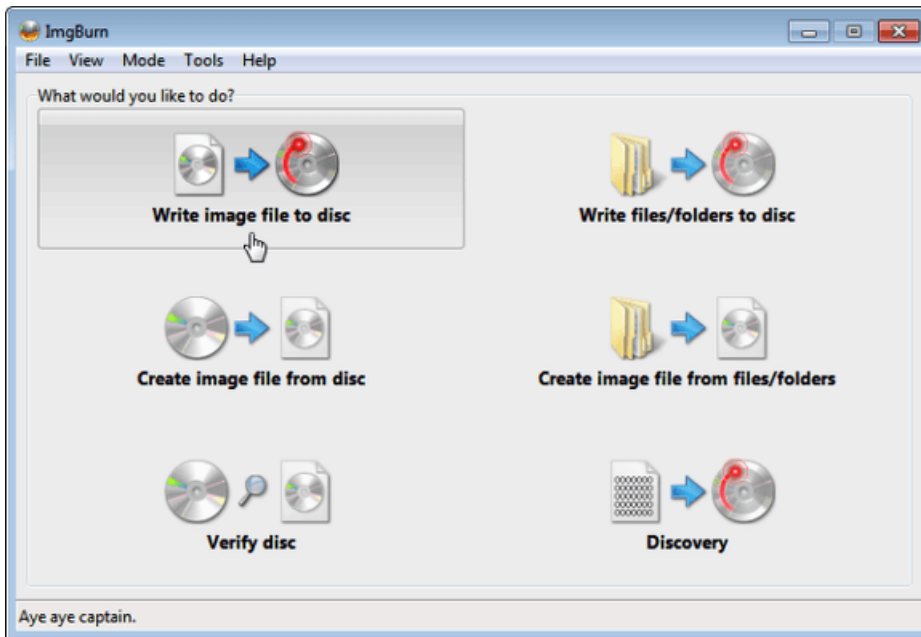 ImgBurn
File View Mode Tools Help
What would you like to do?
Write image file to disc
Write files/folders to disc
Create image file from disc
Create image file from files/folders
Verify disc
Discovery
Aye aye captain.